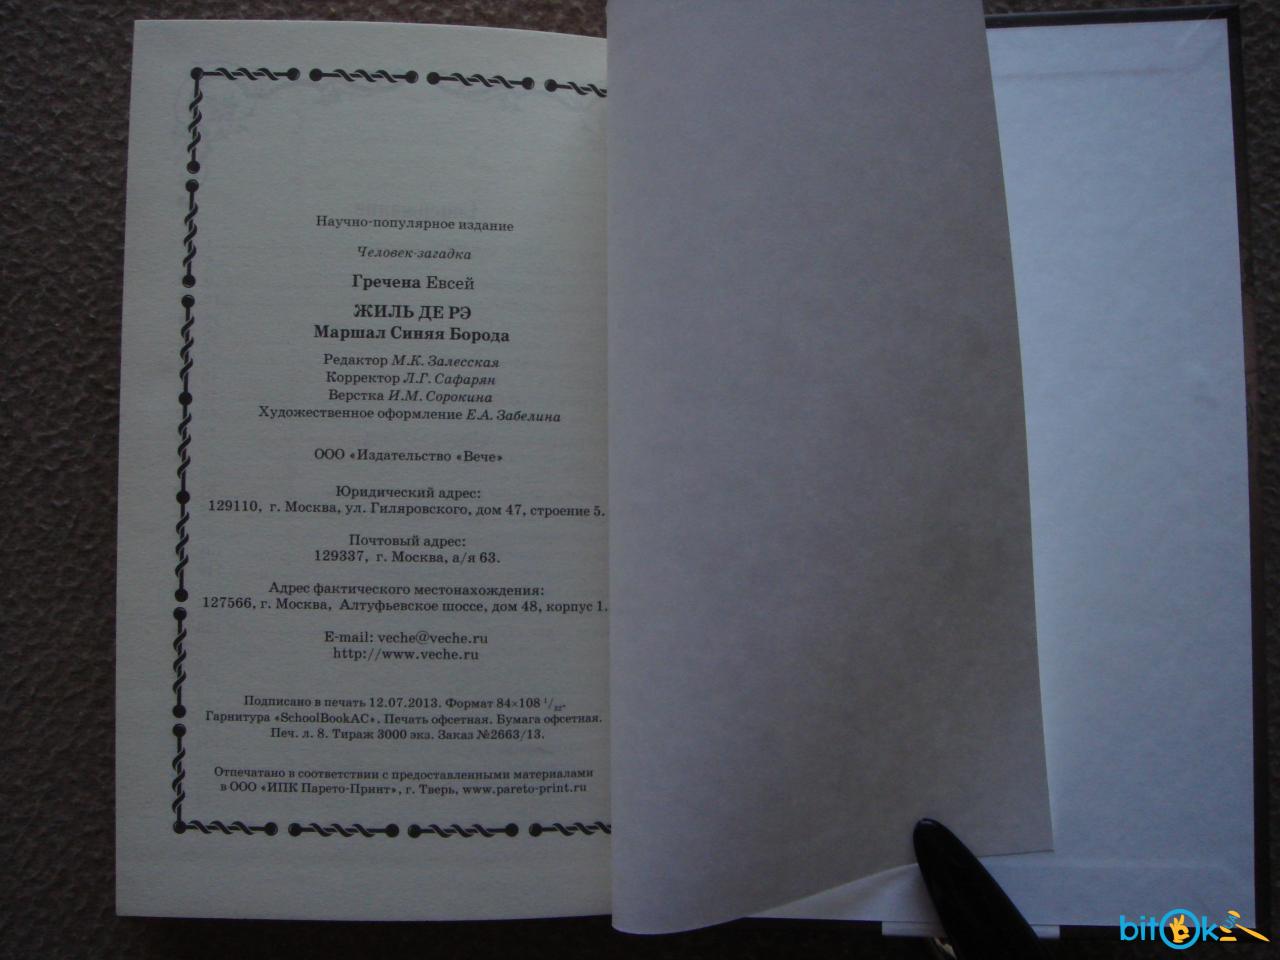 Научно-популярное издание
Человек-загадка
Гречена Евсей
ЖИЛЬ ДЕ РЭ
Маршал Синяя Борода
Редактор М.К. Залесская
Корректор Л.Г. Сафарян
Верстка И.М. Сорокина
Художественное оформление Е.А. Забелина
ООО «Издательство «Вече»
Юридический адрес:
129110, г. Москва, ул. Гиляровского, дом 47, строение 5.
Почтовый адрес:
129337, г. Москва, а/я 63.
Адрес фактического местонахождения:
127566, г. Москва, Алтуфьевское шоссе, дом 48, корпус 1.
E-mail: veche@veche.ru
http://www.veche.ru
Подписано в печать 12.07.2013. Формат 84×108 1/32.
Гарнитура «SchoolBookAC». Печать офсетная. Бумага офсетная.
Печ. л. 8. Тираж 3000 экз. Заказ №2663/13.
Отпечатано в соответствии с предоставленными материалами
в ООО «ИПК Парето-Принт», г. Тверь, www.pareto-print.ru
bitOk